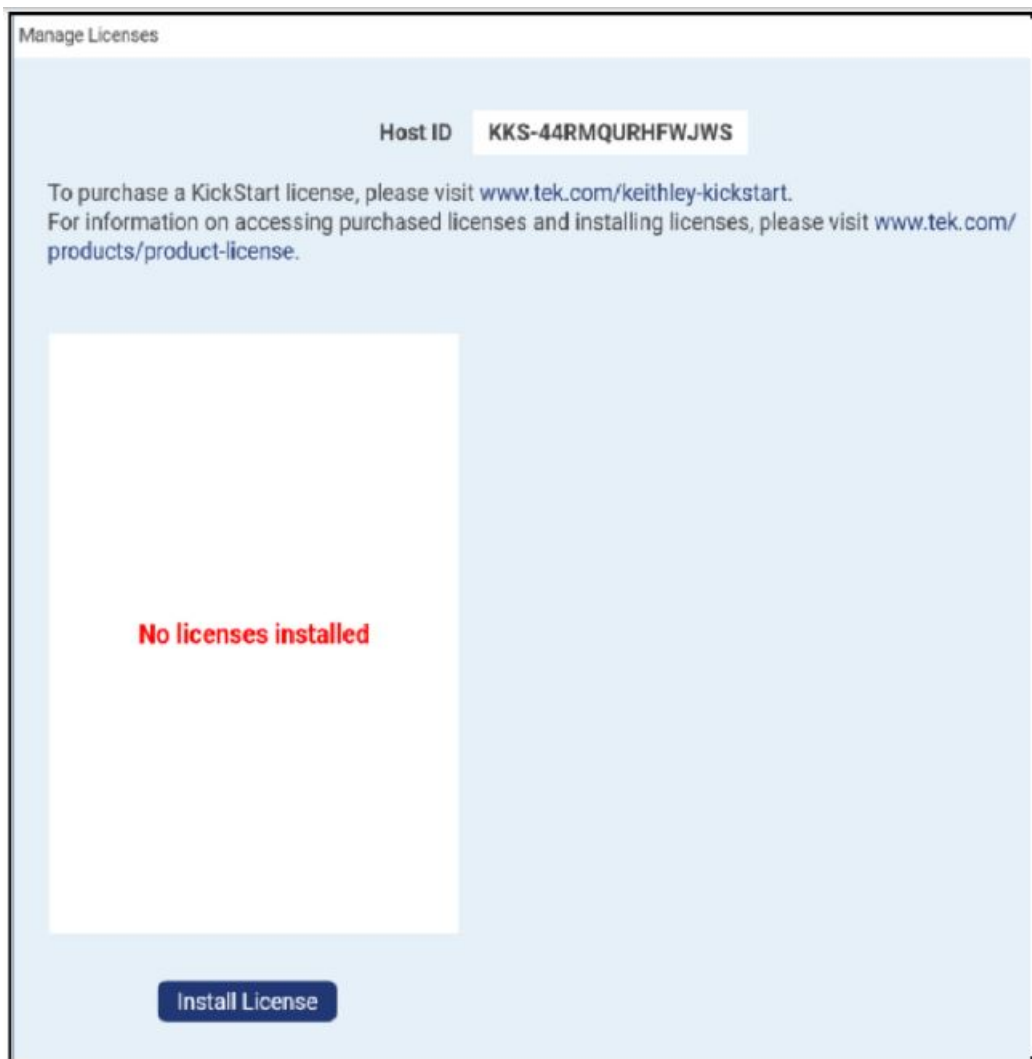 Manage Licenses
Host ID KKS-44RMQURHFWJWS
To purchase a KickStart license, please visit www.tek.com/keithley-kickstart.
For information on accessing purchased licenses and installing licenses, please visit www.tek.com/
products/product-license.
No licenses installed
Install License